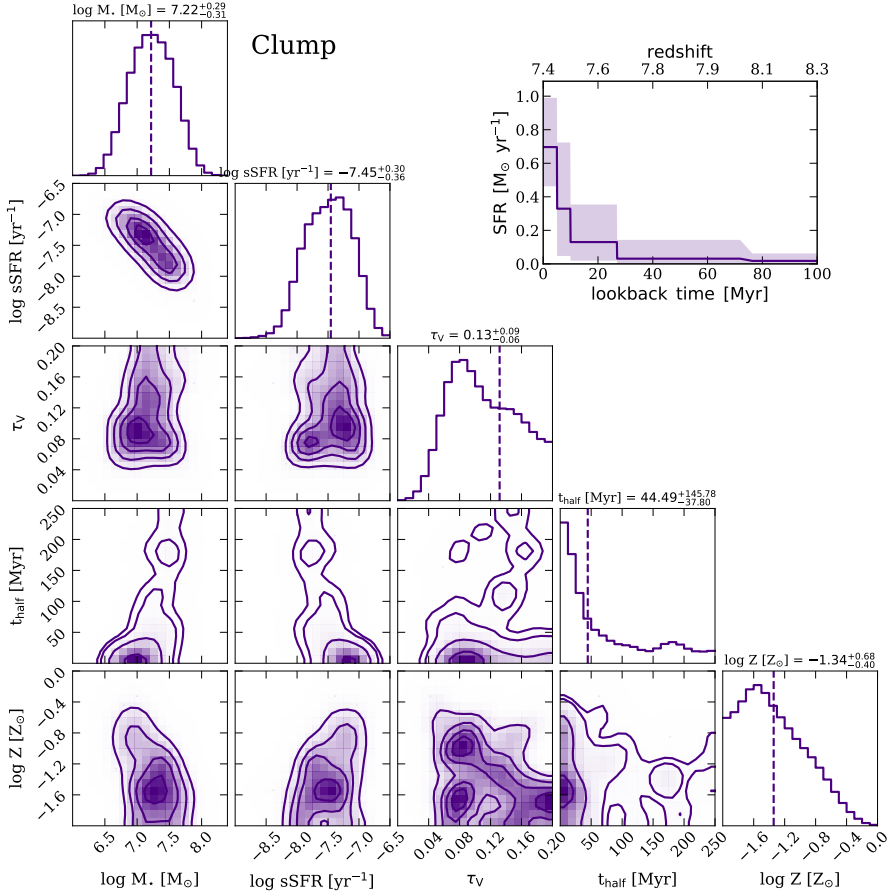 log M⋆ [M⊙] = 7.22+0.29−0.31
Clump
redshift
7.4 7.6 7.8 7.9 8.1 8.3
SFR [M⊙ yr−1]
1.0
0.8
0.6
0.4
0.2
0.0
0 20 40 60 80 100
lookback time [Myr]
log sSFR [yr−1] = −7.45+0.30−0.36
log sSFR [yr−1]
−6.5
−7.0
−7.5
−8.0
−8.5
τV = 0.13+0.09−0.06
τV
0.20
0.16
0.12
0.08
0.04
thalf [Myr] = 44.49+145.78−37.80
thalf [Myr]
250
200
150
100
50
log Z [Z⊙] = −1.34+0.68−0.40
log Z [Z⊙]
0.0
−0.4
−0.8
−1.2
−1.6
6.5 7.0 7.5 8.0
−8.5 −8.0 −7.5 −7.0 −6.5
0.04 0.08 0.12 0.16 0.20
50 100 150 200 250
−1.6 −1.2 −0.8 −0.4 0.0
log M⋆ [M⊙]
log sSFR [yr−1]
τV
thalf [Myr]
log Z [Z⊙]